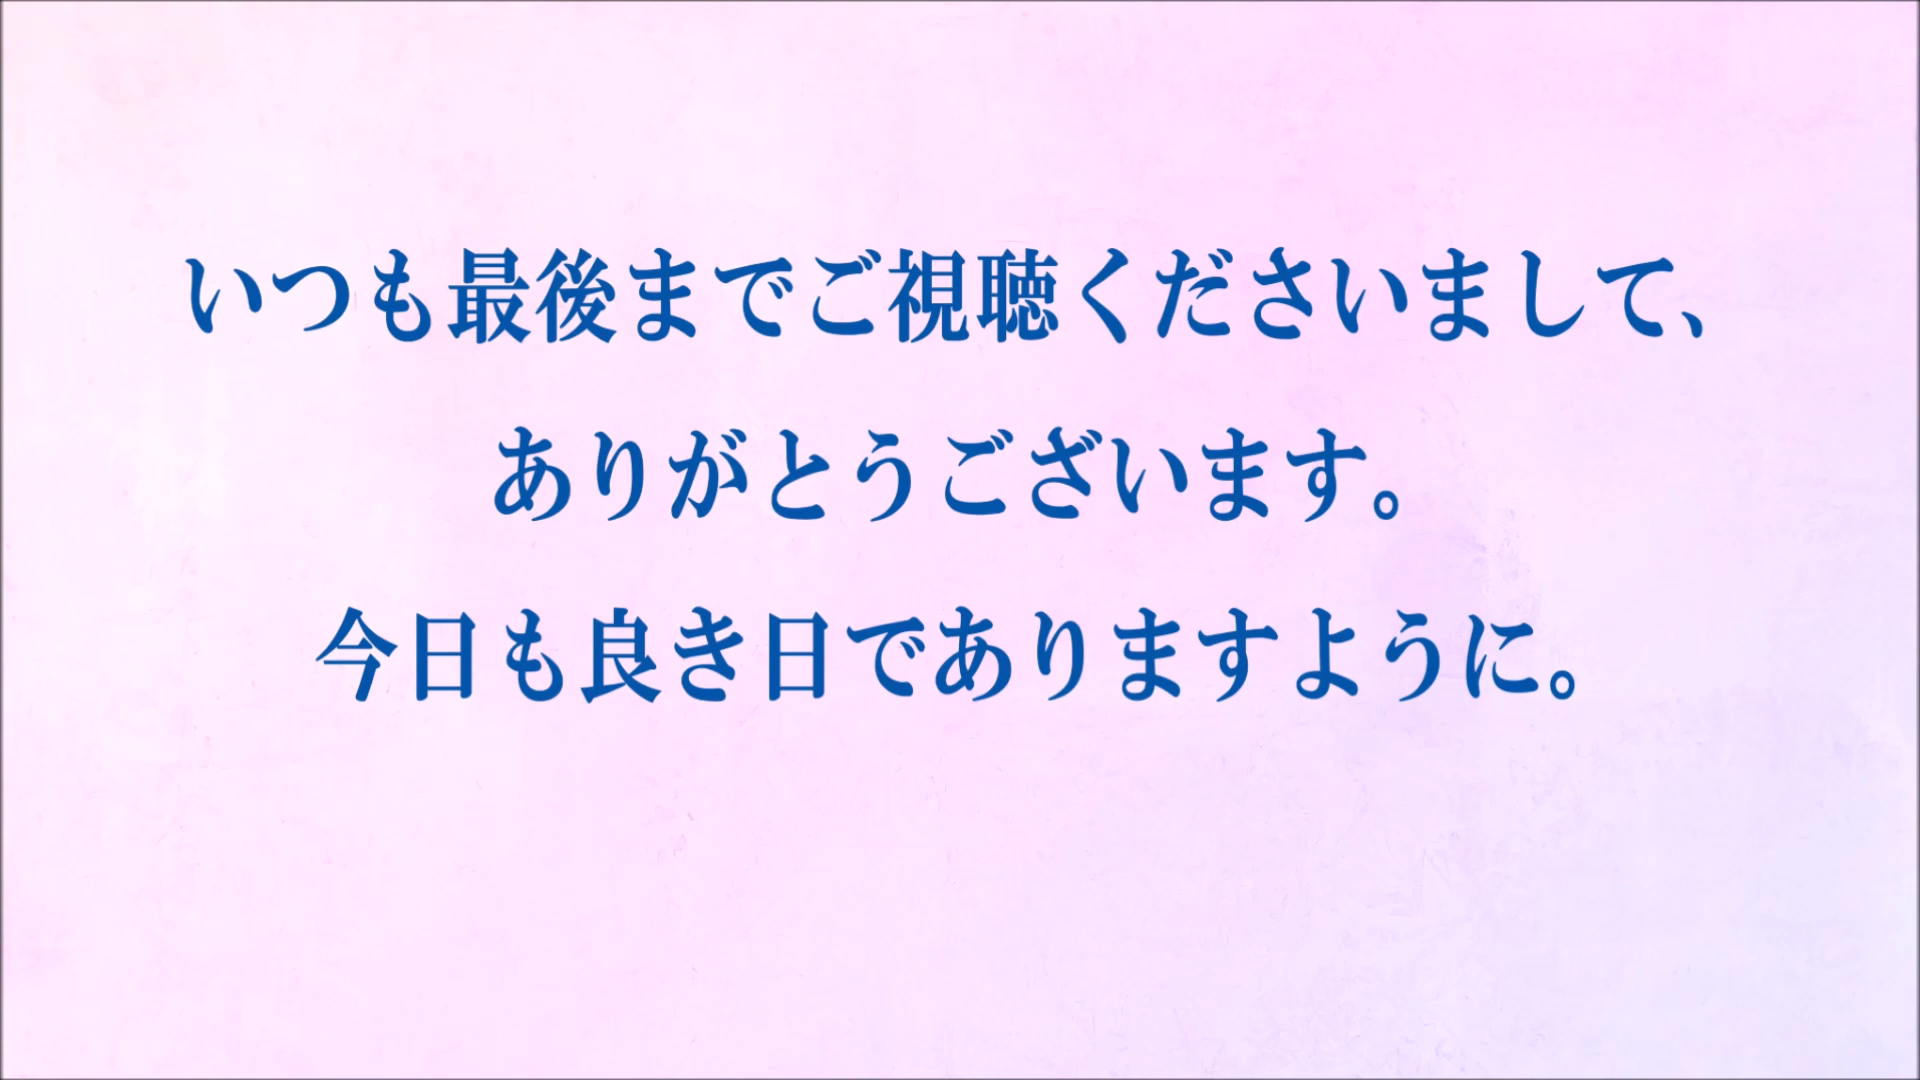 いつも最後までご視聴くださいまして、
ありがとうございます。
今日も良き日でありますように。